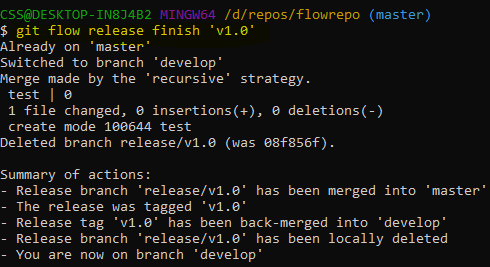 CSS@DESKTOP-IN8J4B2 MINGW64 /d/repos/flowrepo (master)
$ git flow release finish 'v1.0'
Already on 'master'
Switched to branch 'develop'
Merge made by the 'recursive' strategy.
 test | 0
 1 file changed, 0 insertions(+), 0 deletions(-)
 create mode 100644 test
Deleted branch release/v1.0 (was 08f856f).

Summary of actions:
- Release branch 'release/v1.0' has been merged into 'master'
- The release was tagged 'v1.0'
- Release tag 'v1.0' has been back-merged into 'develop'
- Release branch 'release/v1.0' has been locally deleted
- You are now on branch 'develop'